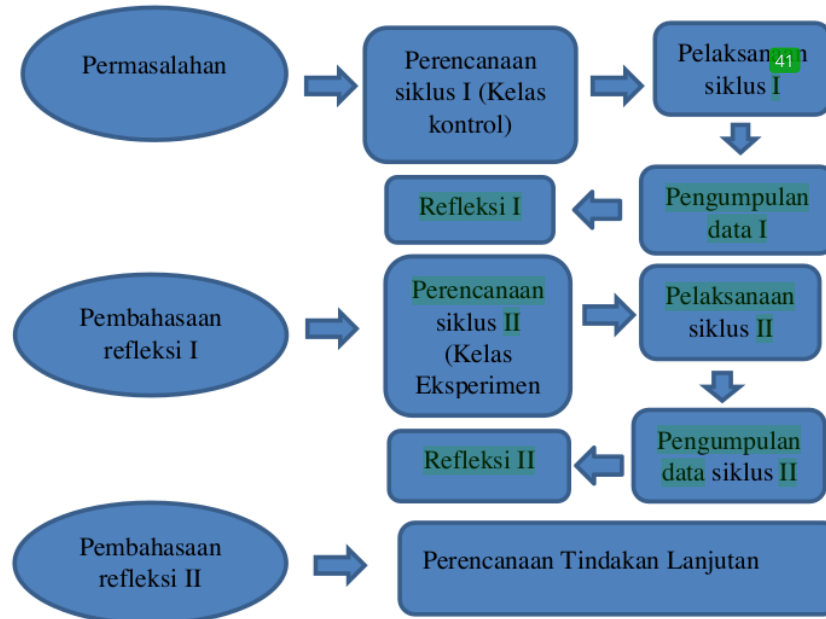 Permasalahan
Perencanaan
siklus I (Kelas
kontrol)
Pelaksanaan
41
siklus I
Refleksi I
Pengumpulan
data I
Pembahasaan
refleksi I
Perencanaan
siklus II
(Kelas
Eksperimen
Pelaksanaan
siklus II
Refleksi II
Pengumpulan
data siklus II
Pembahasaan
refleksi II
Perencanaan Tindakan Lanjutan